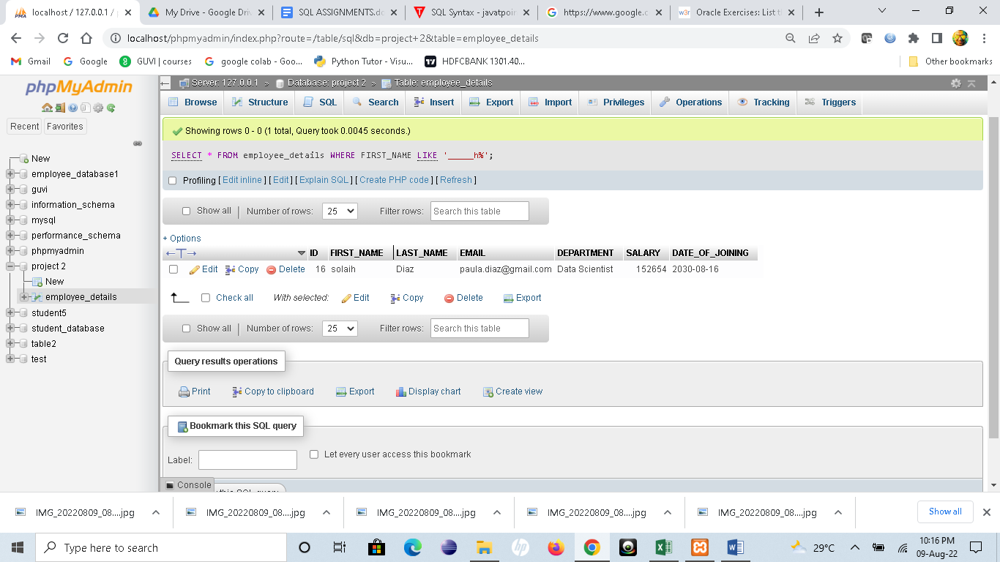 localhost / 127.0.0.1 / p
My Drive - Google Driv
SQL ASSIGNMENTS.do
SQL Syntax - javatpoin
https://www.google.c
Oracle Exercises: List th
localhost/phpmyadmin/index.php?route=/table/sql&db=project+2&table=employee_details
Gmail
Google
GUVI | courses
google colab - Goo...
Python Tutor - Visu...
HDFCBANK 1301.40...
Other bookmarks
phpMyAdmin
Recent
Favorites
New
employee_database1
guvi
information_schema
mysql
performance_schema
phpmyadmin
project 2
New
employee_details
student5
student_database
table2
test
Server: 127.0.0.1 » Database: project 2 » Table: employee_details
Browse Structure SQL Search Insert Export Import Privileges Operations Tracking Triggers
Showing rows 0 - 0 (1 total, Query took 0.0045 seconds.)
SELECT * FROM employee_details WHERE FIRST_NAME LIKE '_____h%';
Profiling [ Edit inline ] [ Edit ] [ Explain SQL ] [ Create PHP code ] [ Refresh ]
Show all | Number of rows: 25 Filter rows: Search this table
+ Options
←T→ ID FIRST_NAME LAST_NAME EMAIL DEPARTMENT SALARY DATE_OF_JOINING
Edit Copy Delete 16 solaih Diaz paula.diaz@gmail.com Data Scientist 152654 2030-08-16
Check all With selected: Edit Copy Delete Export
Show all | Number of rows: 25 Filter rows: Search this table
Query results operations
Print Copy to clipboard Export Display chart Create view
Bookmark this SQL query
Label: Let every user access this bookmark
Console
this SQL query
IMG_20220809_08....jpg
IMG_20220809_08....jpg
IMG_20220809_08....jpg
IMG_20220809_08....jpg
IMG_20220809_08....jpg
Show all
Type here to search
29°C
10:16 PM
09-Aug-22